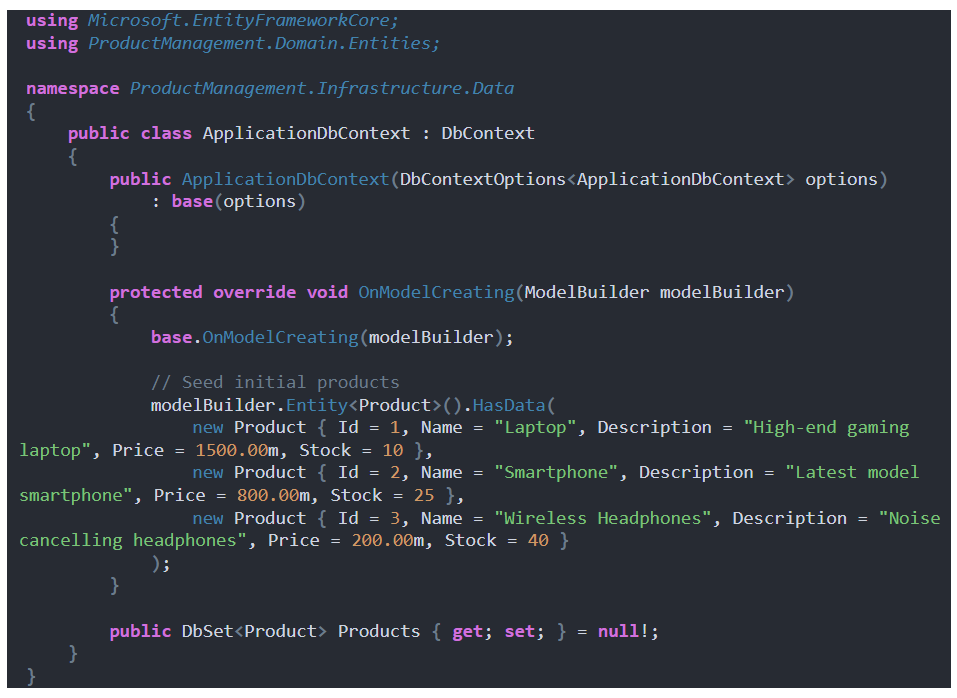 using Microsoft.EntityFrameworkCore;
using ProductManagement.Domain.Entities;
namespace ProductManagement.Infrastructure.Data
{
    public class ApplicationDbContext : DbContext
    {
        public ApplicationDbContext(DbContextOptions<ApplicationDbContext> options)
            : base(options)
        {
        }
        protected override void OnModelCreating(ModelBuilder modelBuilder)
        {
            base.OnModelCreating(modelBuilder);
            // Seed initial products
            modelBuilder.Entity<Product>().HasData(
                new Product { Id = 1, Name = "Laptop", Description = "High-end gaming
laptop", Price = 1500.00m, Stock = 10 },
                new Product { Id = 2, Name = "Smartphone", Description = "Latest model
smartphone", Price = 800.00m, Stock = 25 },
                new Product { Id = 3, Name = "Wireless Headphones", Description = "Noise
cancelling headphones", Price = 200.00m, Stock = 40 }
            );
        }
        public DbSet<Product> Products { get; set; } = null!;
    }
}